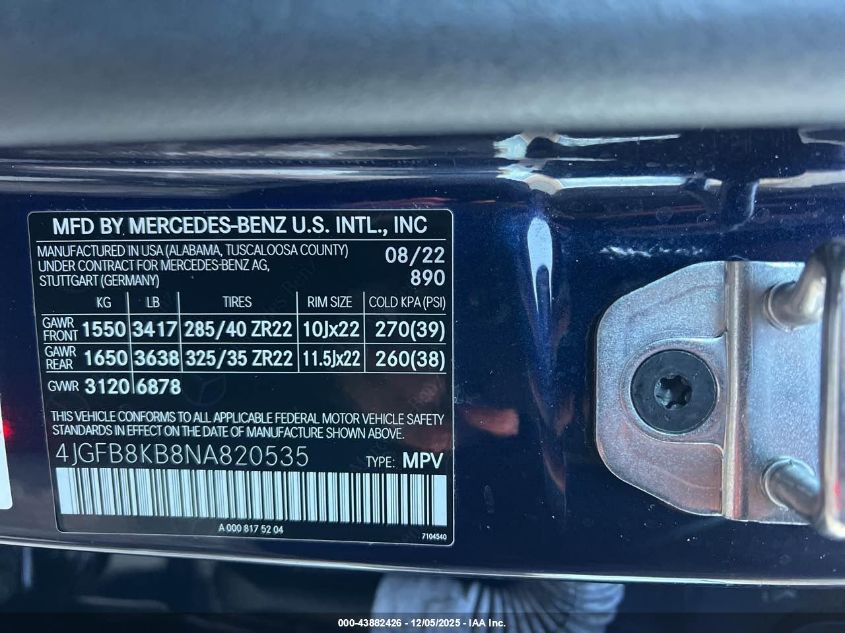 MFD BY MERCEDES-BENZ U.S. INTL., INC
MANUFACTURED IN USA (ALABAMA, TUSCALOOSA COUNTY) 08/22
UNDER CONTRACT FOR MERCEDES-BENZ AG, 890
STUTTGART (GERMANY)
KG LB TIRES RIM SIZE COLD KPA (PSI)
GAWR FRONT 1550 3417 285/40 ZR22 10Jx22 270(39)
GAWR REAR 1650 3638 325/35 ZR22 11.5Jx22 260(38)
GVWR 3120 6878
THIS VEHICLE CONFORMS TO ALL APPLICABLE FEDERAL MOTOR VEHICLE SAFETY
STANDARDS IN EFFECT ON THE DATE OF MANUFACTURE SHOWN ABOVE.
4JGFB8KB8NA820535 TYPE: MPV
A 000 817 52 04
7104540
000-43882426 - 12/05/2025 - IAA Inc.